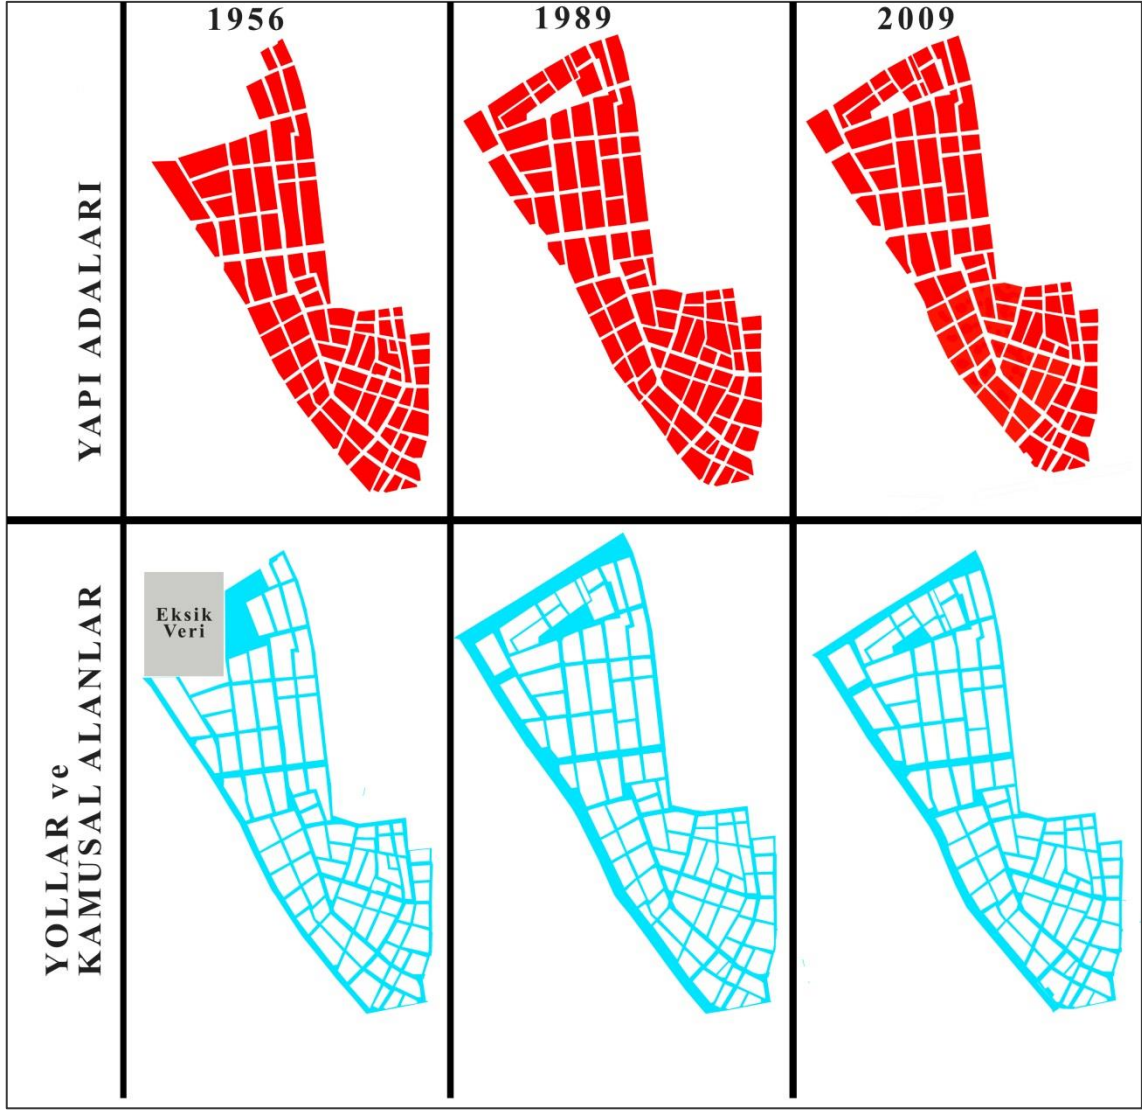 1956
1989
2009
YAPI ADALARI
Eksik
Veri
YOLLAR ve
KAMUSAL ALANLAR